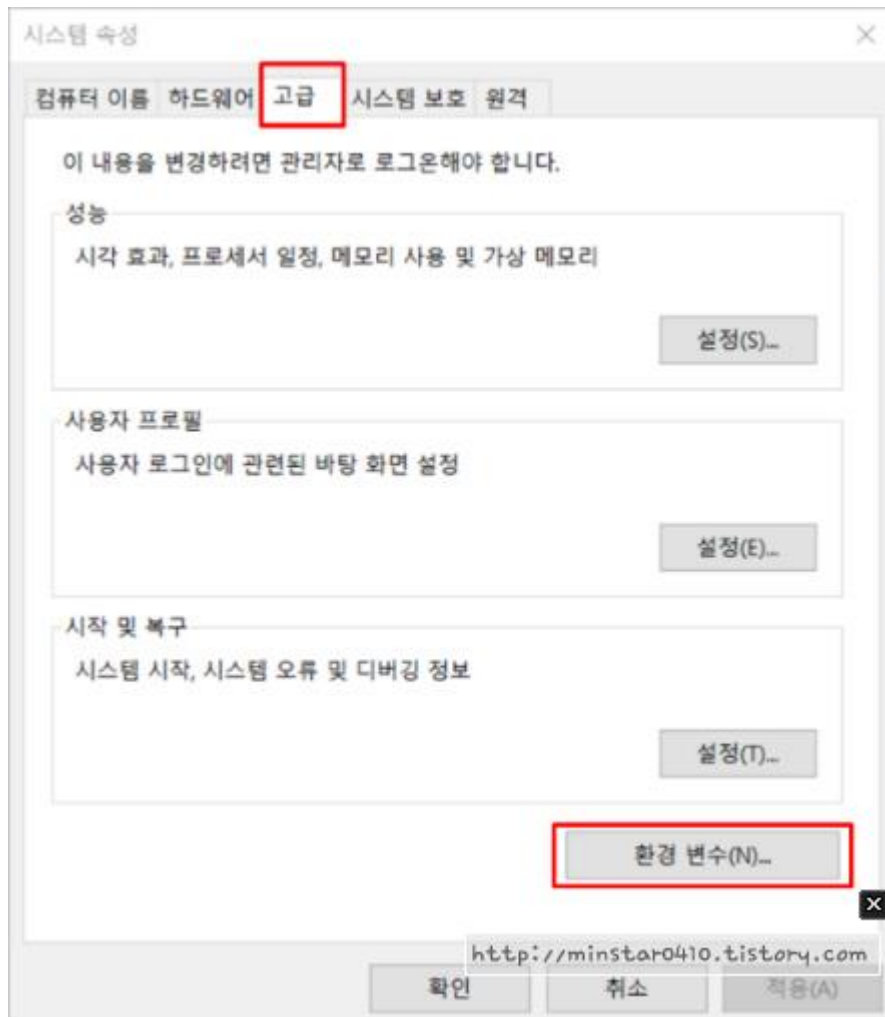 시스템 속성
컴퓨터 이름 하드웨어 고급 시스템 보호 원격
이 내용을 변경하려면 관리자로 로그온해야 합니다.
성능
시각 효과, 프로세서 일정, 메모리 사용 및 가상 메모리
설정(S)...
사용자 프로필
사용자 로그인에 관련된 바탕 화면 설정
설정(E)...
시작 및 복구
시스템 시작, 시스템 오류 및 디버깅 정보
설정(T)...
환경 변수(N)...
http://minstar0410.tistory.com
확인 취소 적용(A)